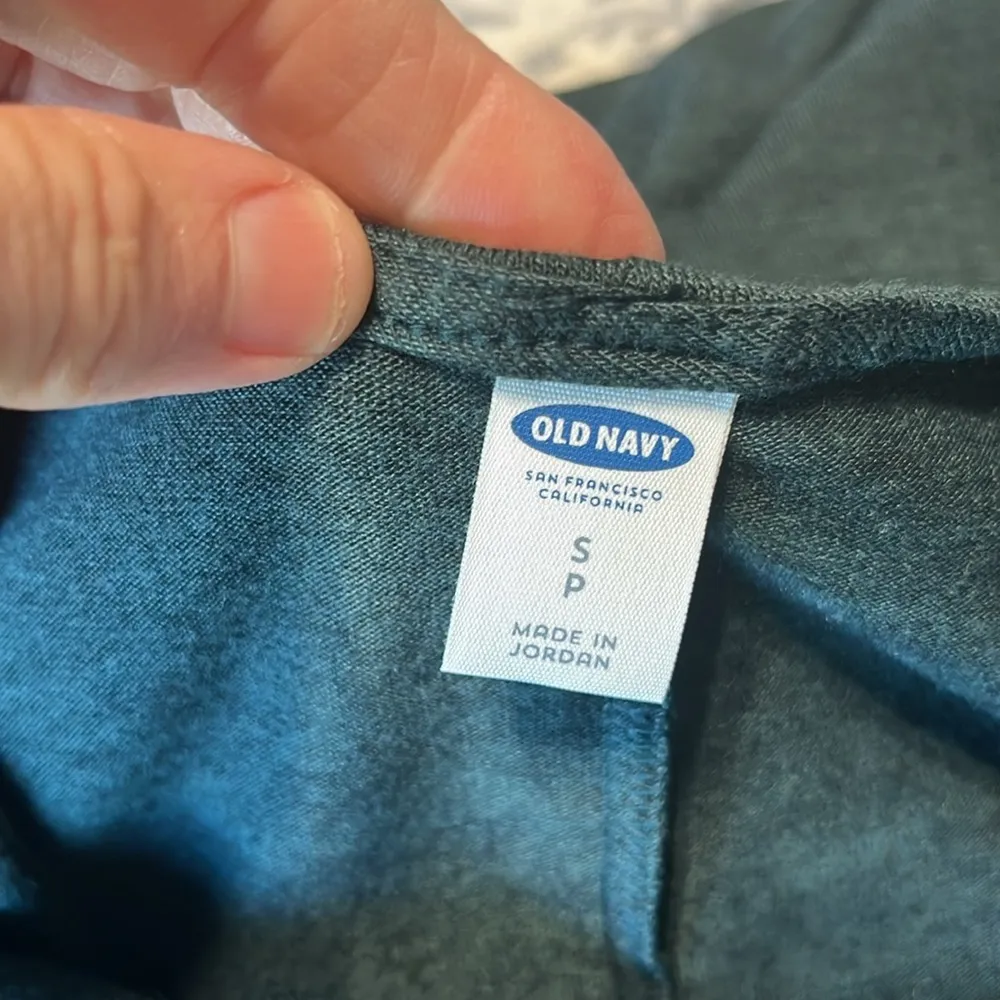 OLD NAVY
SAN FRANCISCO
CALIFORNIA
S
P
MADE IN
JORDAN